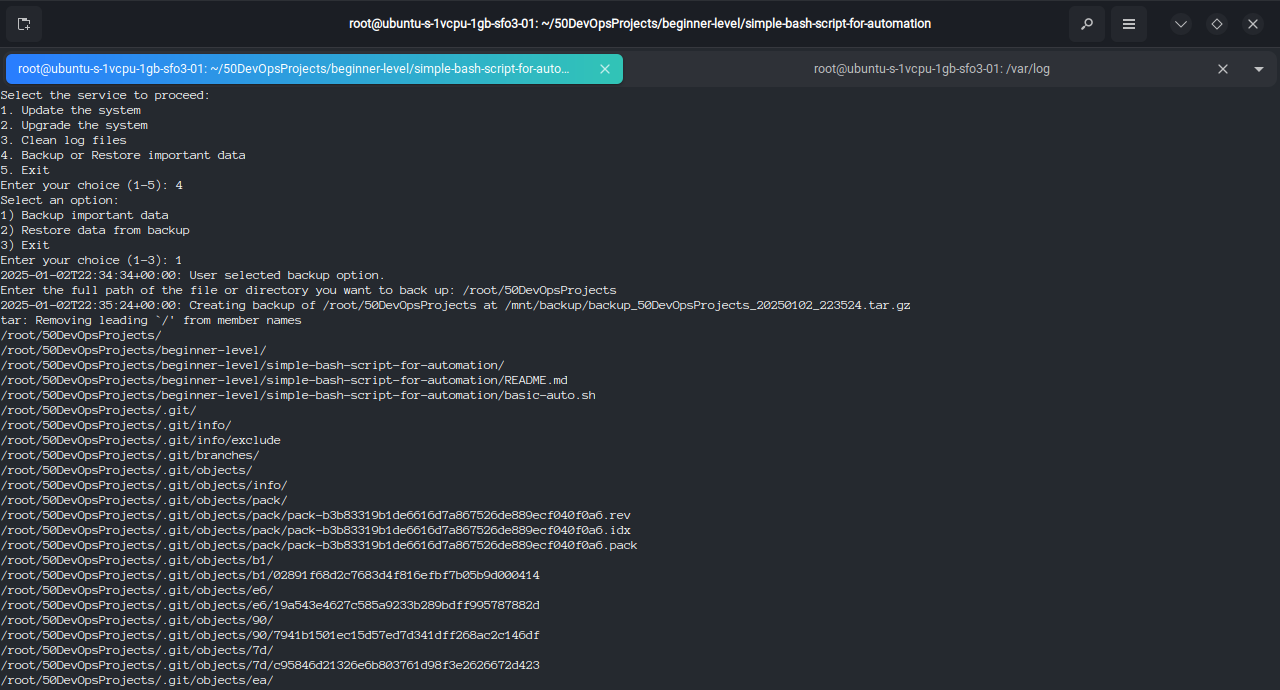 root@ubuntu-s-1vcpu-1gb-sfo3-01: ~/50DevOpsProjects/beginner-level/simple-bash-script-for-automation
root@ubuntu-s-1vcpu-1gb-sfo3-01: ~/50DevOpsProjects/beginner-level/simple-bash-script-for-auto...
root@ubuntu-s-1vcpu-1gb-sfo3-01: /var/log
Select the service to proceed:
1. Update the system
2. Upgrade the system
3. Clean log files
4. Backup or Restore important data
5. Exit
Enter your choice (1-5): 4
Select an option:
1) Backup important data
2) Restore data from backup
3) Exit
Enter your choice (1-3): 1
2025-01-02T22:34:34+00:00: User selected backup option.
Enter the full path of the file or directory you want to back up: /root/50DevOpsProjects
2025-01-02T22:35:24+00:00: Creating backup of /root/50DevOpsProjects at /mnt/backup/backup_50DevOpsProjects_20250102_223524.tar.gz
tar: Removing leading `/' from member names
/root/50DevOpsProjects/
/root/50DevOpsProjects/beginner-level/
/root/50DevOpsProjects/beginner-level/simple-bash-script-for-automation/
/root/50DevOpsProjects/beginner-level/simple-bash-script-for-automation/README.md
/root/50DevOpsProjects/beginner-level/simple-bash-script-for-automation/basic-auto.sh
/root/50DevOpsProjects/.git/
/root/50DevOpsProjects/.git/info/
/root/50DevOpsProjects/.git/info/exclude
/root/50DevOpsProjects/.git/branches/
/root/50DevOpsProjects/.git/objects/
/root/50DevOpsProjects/.git/objects/info/
/root/50DevOpsProjects/.git/objects/pack/
/root/50DevOpsProjects/.git/objects/pack/pack-b3b83319b1de6616d7a867526de889ecf040f0a6.rev
/root/50DevOpsProjects/.git/objects/pack/pack-b3b83319b1de6616d7a867526de889ecf040f0a6.idx
/root/50DevOpsProjects/.git/objects/pack/pack-b3b83319b1de6616d7a867526de889ecf040f0a6.pack
/root/50DevOpsProjects/.git/objects/b1/
/root/50DevOpsProjects/.git/objects/b1/02891f68d2c7683d4f816efbf7b05b9d000414
/root/50DevOpsProjects/.git/objects/e6/
/root/50DevOpsProjects/.git/objects/e6/19a543e4627c585a9233b289bdff995787882d
/root/50DevOpsProjects/.git/objects/90/
/root/50DevOpsProjects/.git/objects/90/7941b1501ec15d57ed7d341dff268ac2c146df
/root/50DevOpsProjects/.git/objects/7d/
/root/50DevOpsProjects/.git/objects/7d/c95846d21326e6b803761d98f3e2626672d423
/root/50DevOpsProjects/.git/objects/ea/